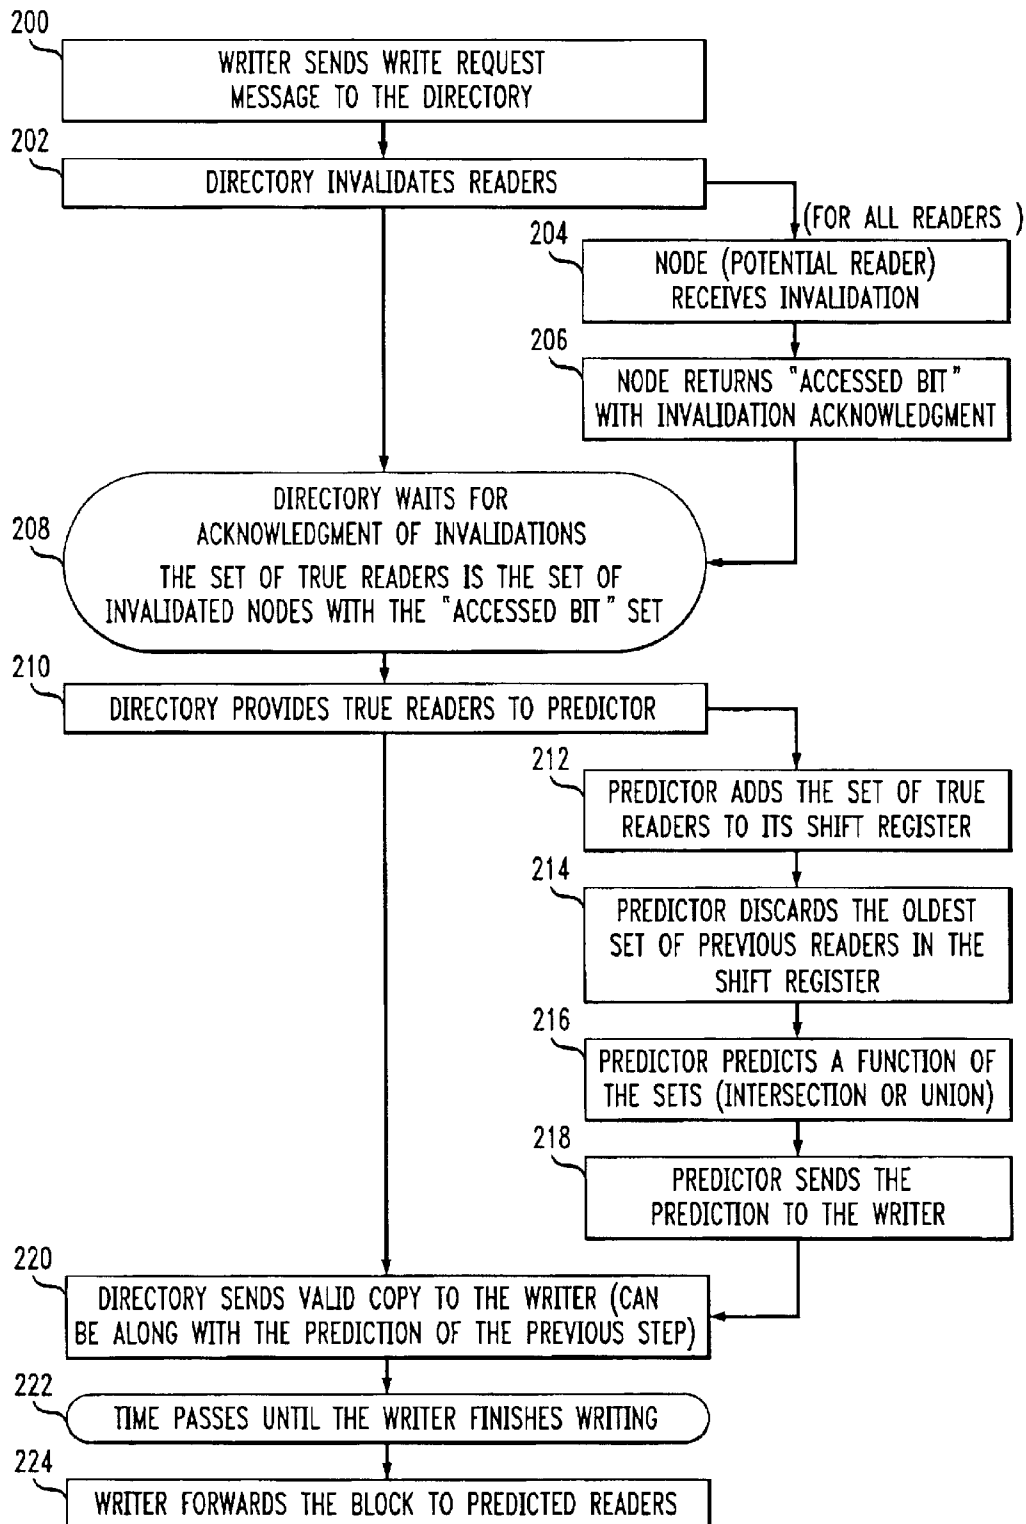 200
WRITER SENDS WRITE REQUEST
MESSAGE TO THE DIRECTORY
202
DIRECTORY INVALIDATES READERS
(FOR ALL READERS )
204
NODE (POTENTIAL READER)
RECEIVES INVALIDATION
206
NODE RETURNS "ACCESSED BIT"
WITH INVALIDATION ACKNOWLEDGMENT
208
DIRECTORY WAITS FOR
ACKNOWLEDGMENT OF INVALIDATIONS
THE SET OF TRUE READERS IS THE SET OF
INVALIDATED NODES WITH THE "ACCESSED BIT" SET
210
DIRECTORY PROVIDES TRUE READERS TO PREDICTOR
212
PREDICTOR ADDS THE SET OF TRUE
READERS TO ITS SHIFT REGISTER
214
PREDICTOR DISCARDS THE OLDEST
SET OF PREVIOUS READERS IN THE
SHIFT REGISTER
216
PREDICTOR PREDICTS A FUNCTION OF
THE SETS (INTERSECTION OR UNION)
218
PREDICTOR SENDS THE
PREDICTION TO THE WRITER
220
DIRECTORY SENDS VALID COPY TO THE WRITER (CAN
BE ALONG WITH THE PREDICTION OF THE PREVIOUS STEP)
222
TIME PASSES UNTIL THE WRITER FINISHES WRITING
224
WRITER FORWARDS THE BLOCK TO PREDICTED READERS